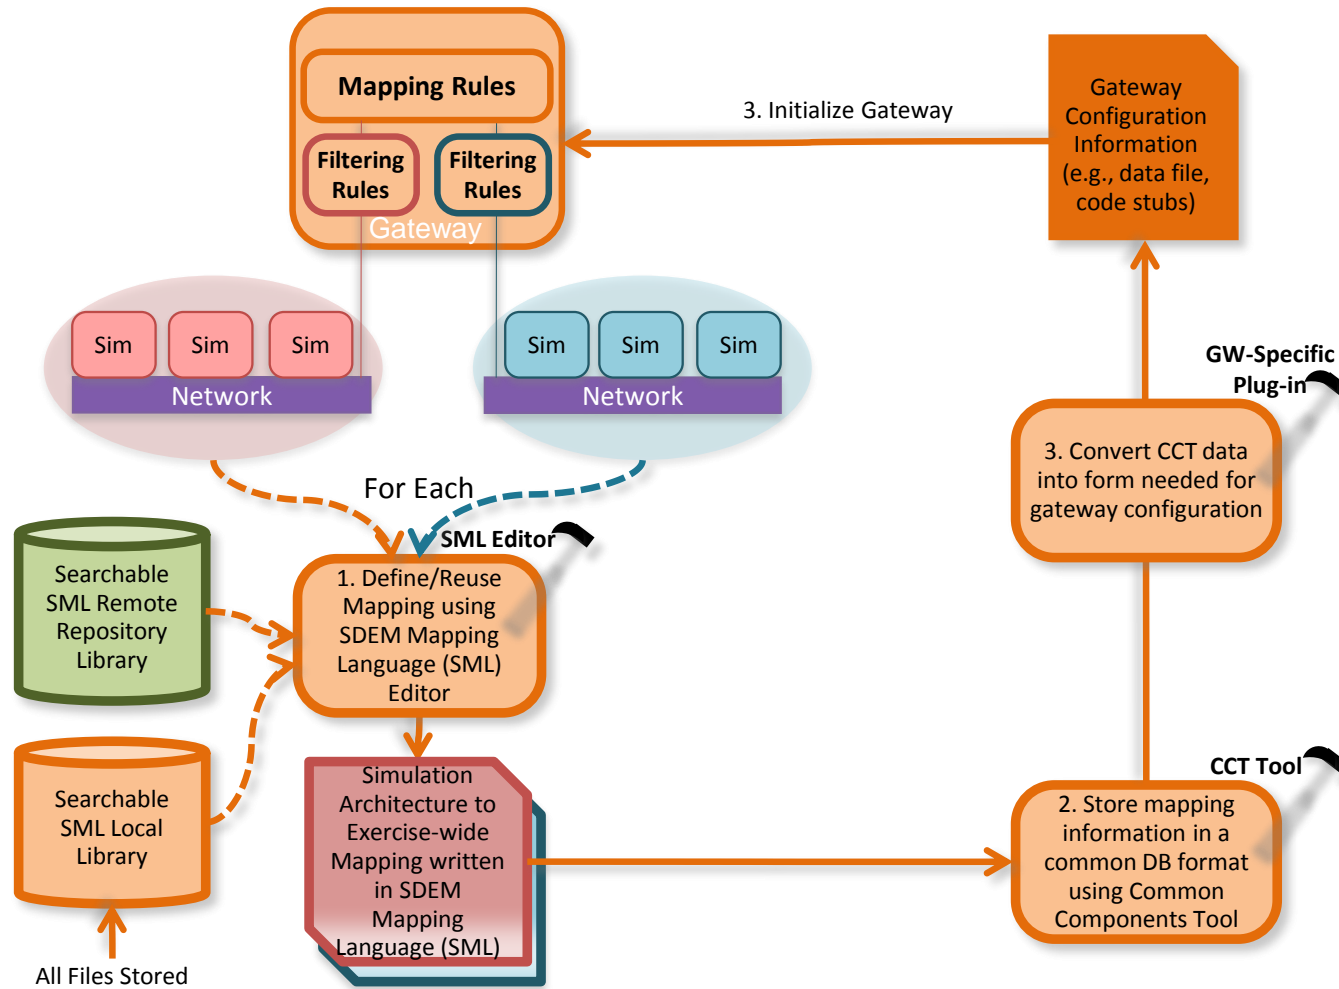 Mapping Rules
Filtering
Rules
Filtering
Rules
Gateway
3. Initialize Gateway
Gateway
Configuration
Information
(e.g., data file,
code stubs)
Sim
Sim
Sim
Network
Sim
Sim
Sim
Network
GW-Specific
Plug-in
3. Convert CCT data
into form needed for
gateway configuration
For Each
SML Editor
1. Define/Reuse
Mapping using
SDEM Mapping
Language (SML)
Editor
Searchable
SML Remote
Repository
Library
Searchable
SML Local
Library
All Files Stored
Simulation
Architecture to
Exercise-wide
Mapping written
in SDEM
Mapping
Language (SML)
CCT Tool
2. Store mapping
information in a
common DB format
using Common
Components Tool